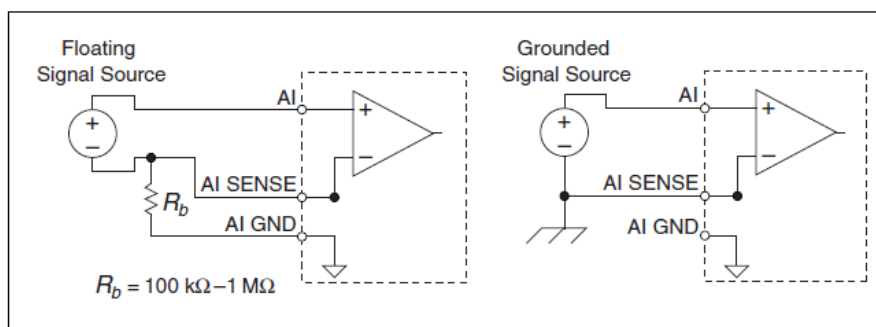 Floating
Signal Source
AI
+
−
+
−
AI SENSE
R_b
AI GND
R_b = 100 kΩ–1 MΩ
Grounded
Signal Source
AI
+
−
+
−
AI SENSE
AI GND